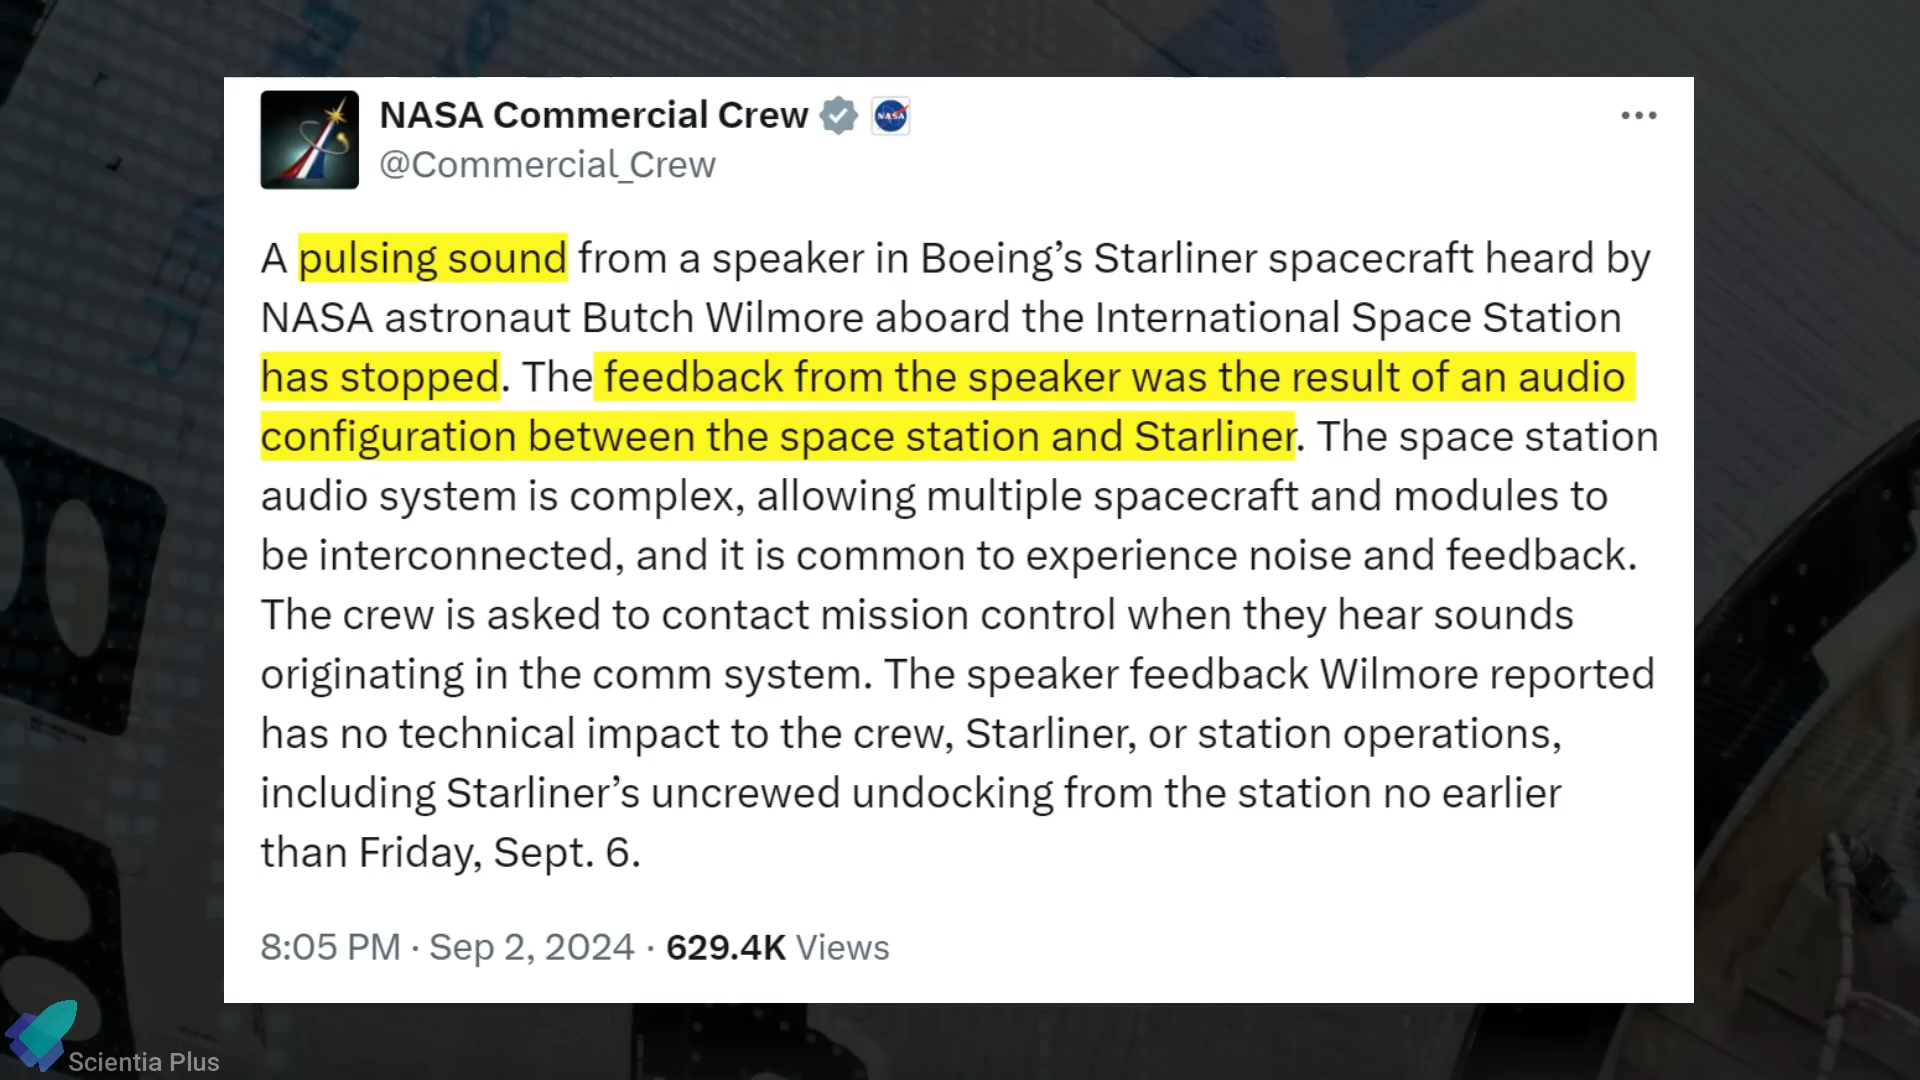 NASA Commercial Crew
NASA
@Commercial_Crew
A pulsing sound from a speaker in Boeing’s Starliner spacecraft heard by
NASA astronaut Butch Wilmore aboard the International Space Station
has stopped. The feedback from the speaker was the result of an audio
configuration between the space station and Starliner. The space station
audio system is complex, allowing multiple spacecraft and modules to
be interconnected, and it is common to experience noise and feedback.
The crew is asked to contact mission control when they hear sounds
originating in the comm system. The speaker feedback Wilmore reported
has no technical impact to the crew, Starliner, or station operations,
including Starliner’s uncrewed undocking from the station no earlier
than Friday, Sept. 6.
8:05 PM · Sep 2, 2024 · 629.4K Views
Scientia Plus